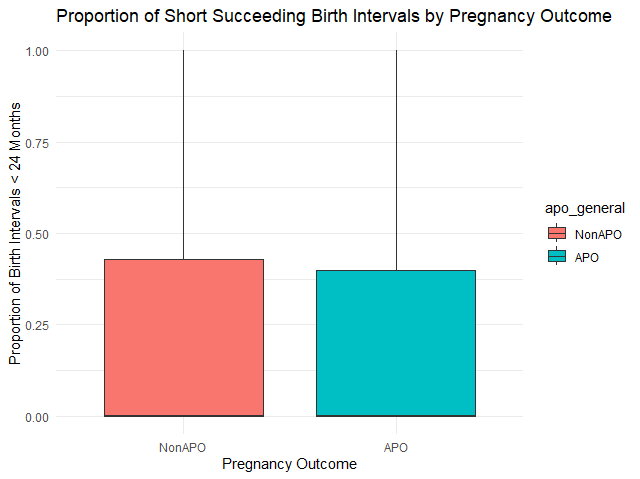 Proportion of Short Succeeding Birth Intervals by Pregnancy Outcome
Proportion of Birth Intervals < 24 Months
1.00
0.75
0.50
0.25
0.00
NonAPO
APO
Pregnancy Outcome
apo_general
NonAPO
APO